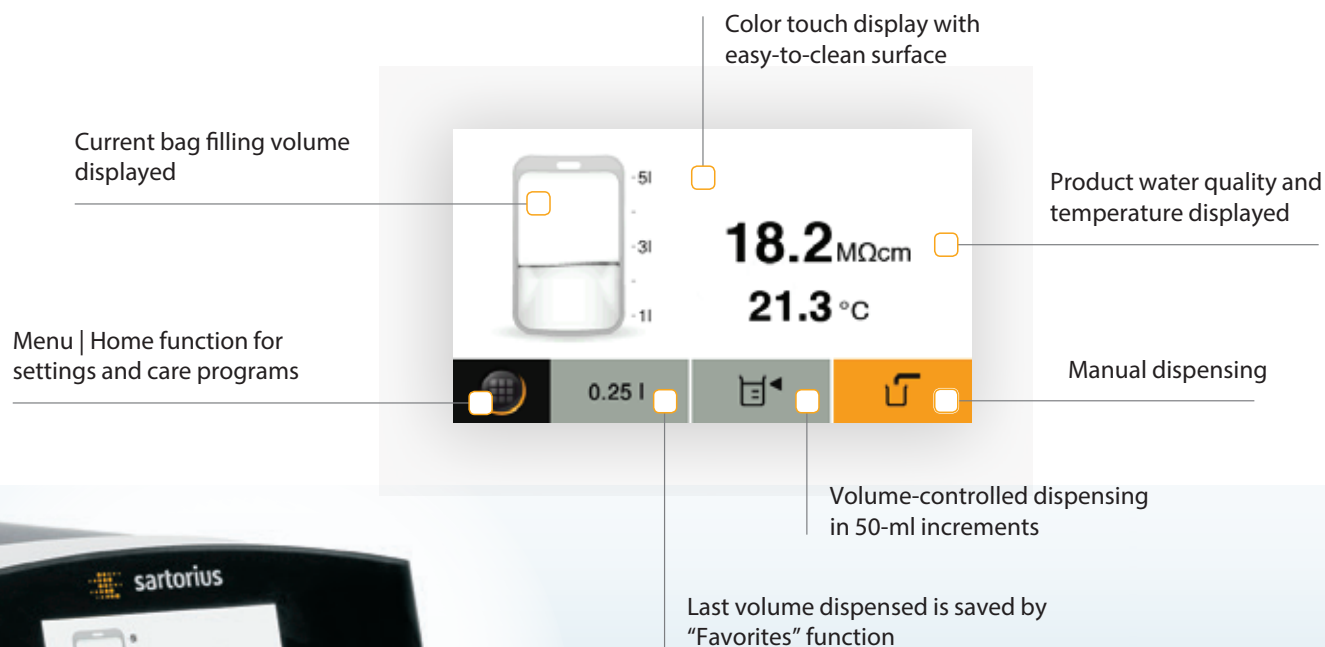 Color touch display with
easy-to-clean surface
Current bag filling volume
displayed
Product water quality and
temperature displayed
5l
3l
1l
18.2 MΩcm
21.3 °C
Menu | Home function for
settings and care programs
0.25 l
Manual dispensing
Volume-controlled dispensing
in 50-ml increments
sartorius
Last volume dispensed is saved by
“Favorites” function